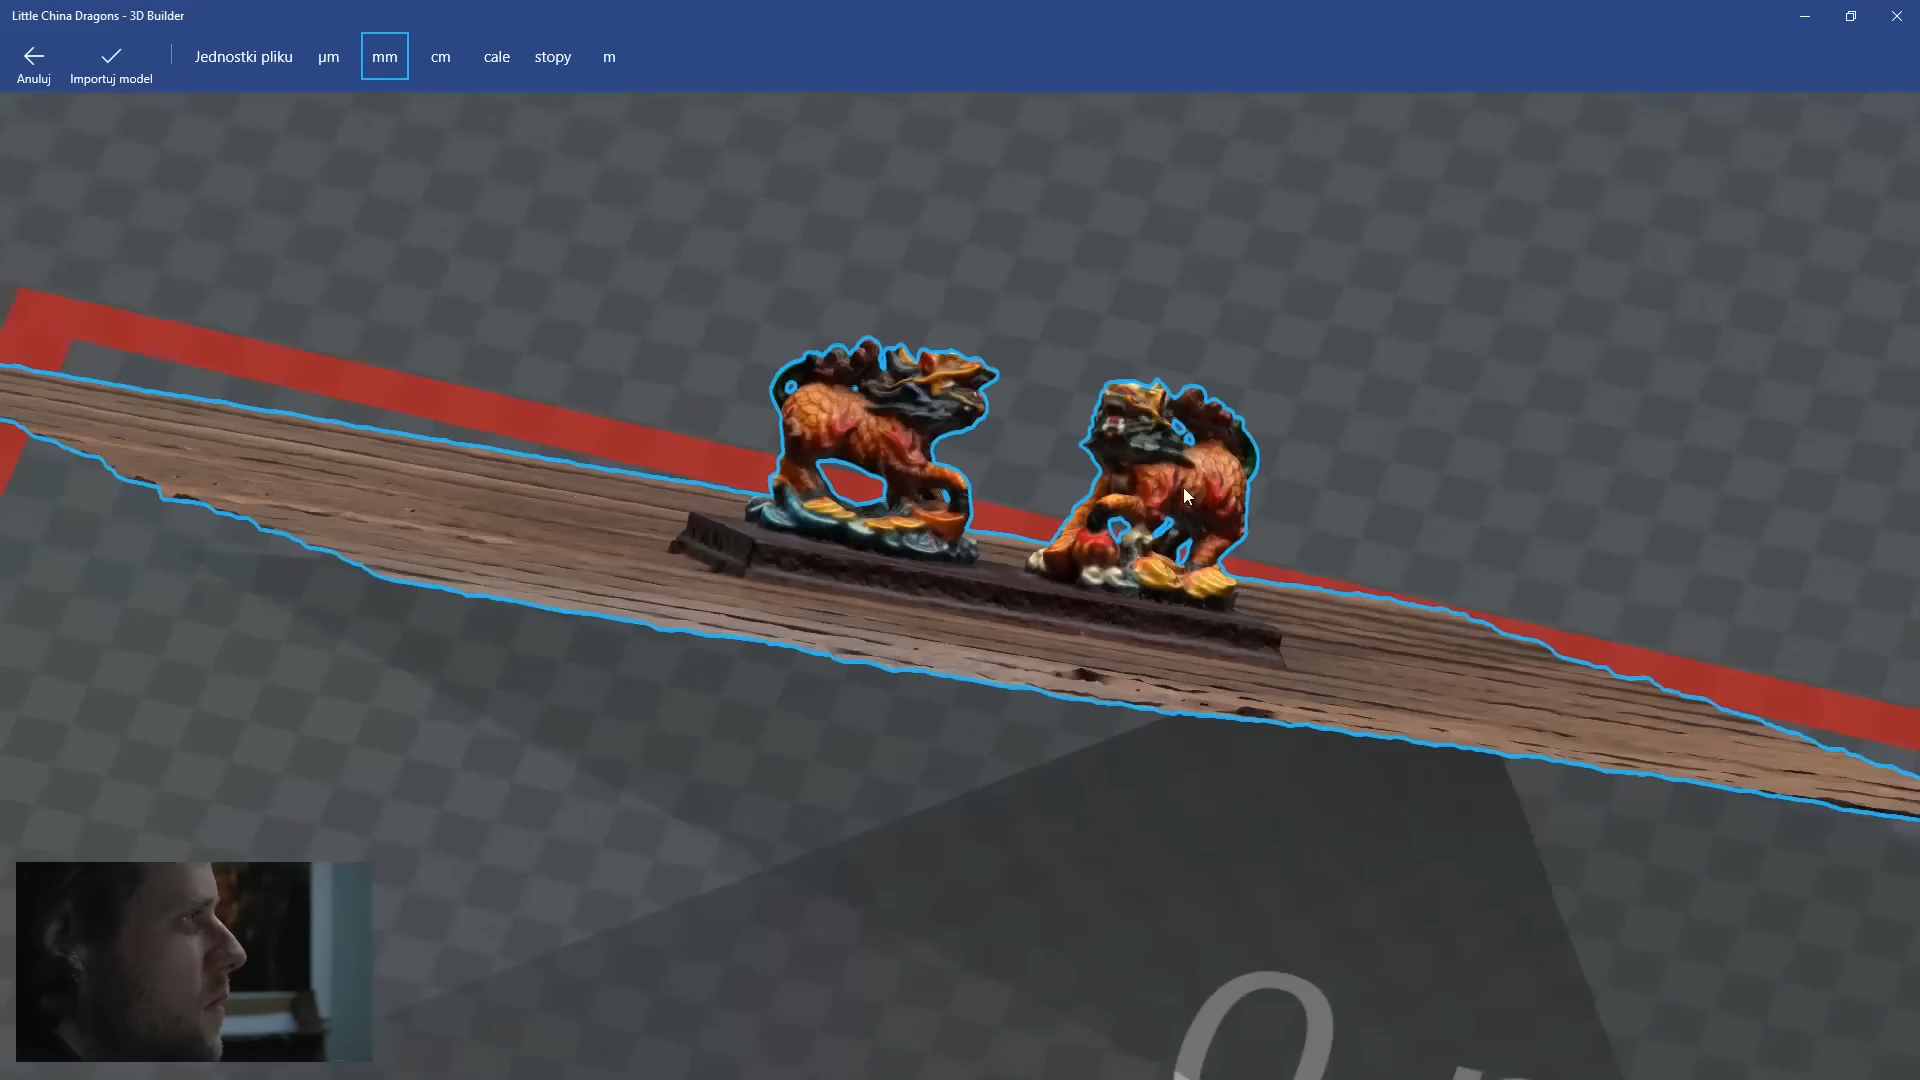 Little China Dragons - 3D Builder
Anuluj
Importuj model
Jednostki pliku
µm
mm
cm
cale
stopy
m